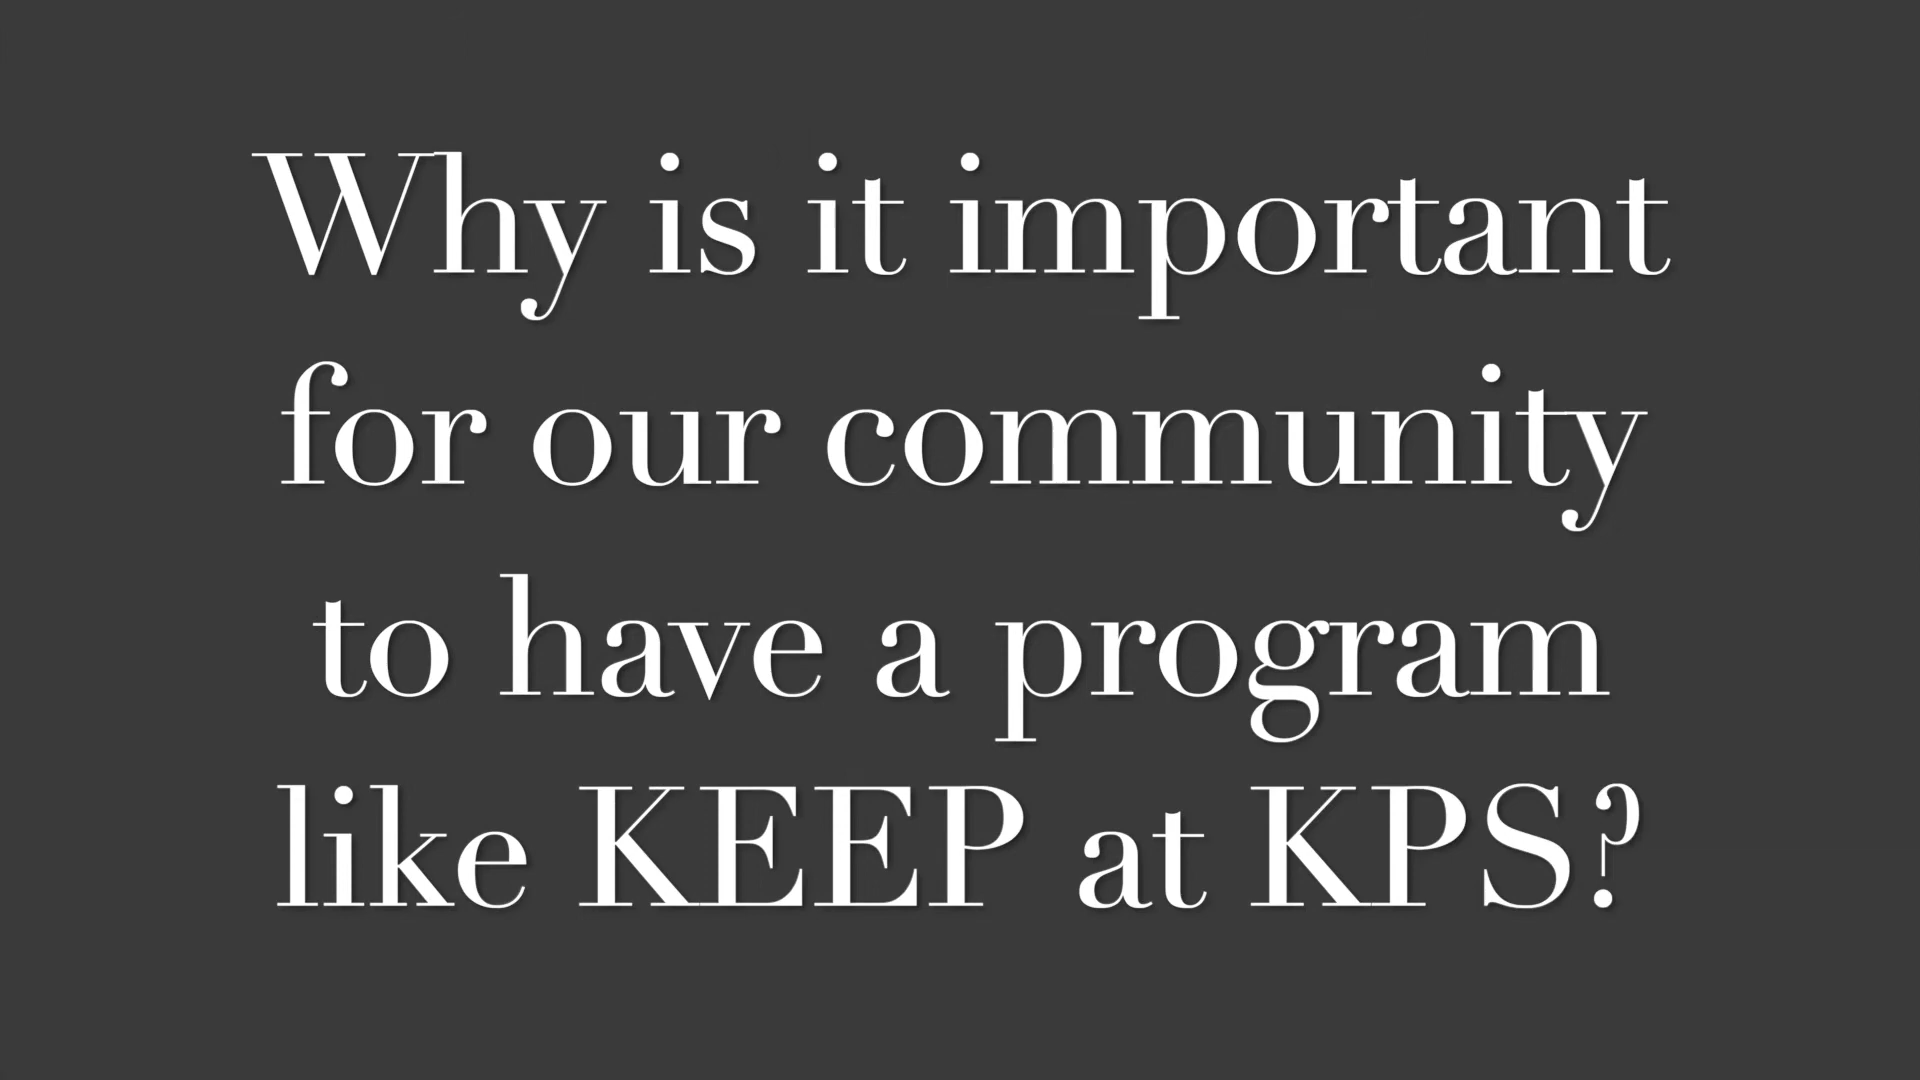 Why is it important
for our community
to have a program
like KEEP at KPS?